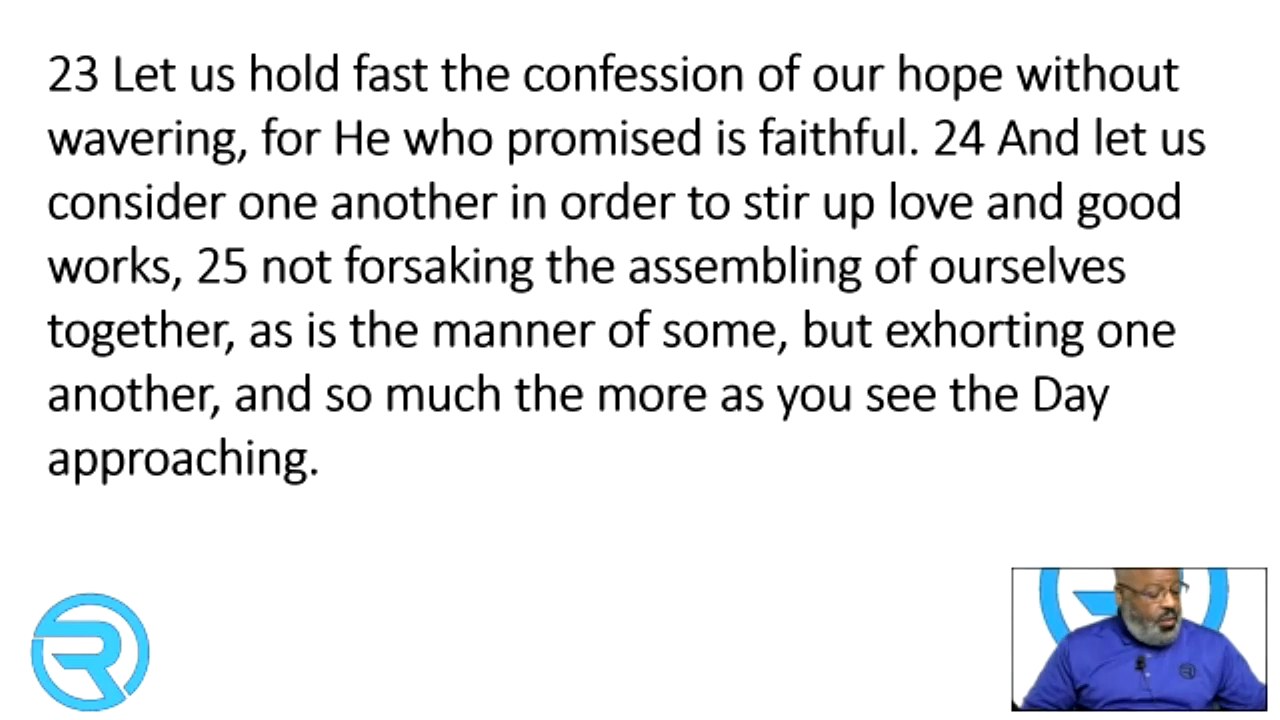 23 Let us hold fast the confession of our hope without
wavering, for He who promised is faithful. 24 And let us
consider one another in order to stir up love and good
works, 25 not forsaking the assembling of ourselves
together, as is the manner of some, but exhorting one
another, and so much the more as you see the Day
approaching.